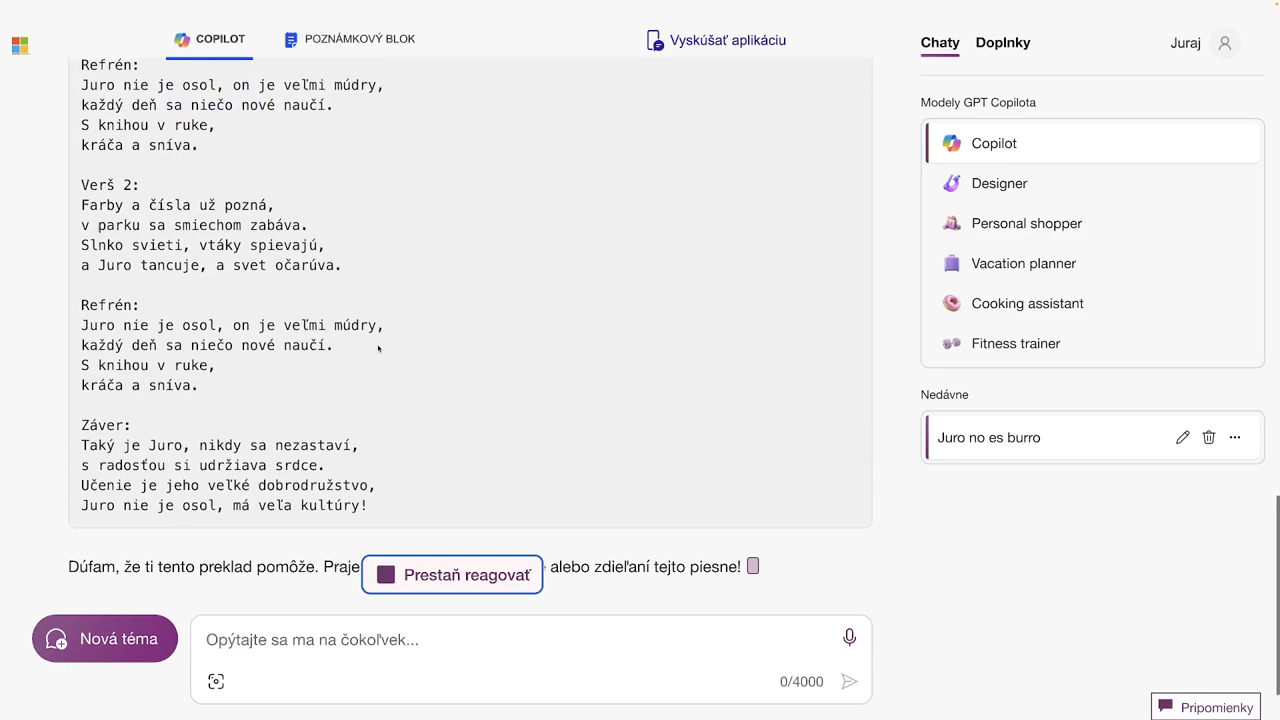 COPILOT
POZNÁMKOVÝ BLOK
Vyskúšať aplikáciu
Chaty
Doplnky
Juraj
Refrén:
Juro nie je osol, on je veľmi múdry,
každý deň sa niečo nové naučí.
S knihou v ruke,
kráča a sníva.
Verš 2:
Farby a čísla už pozná,
v parku sa smiechom zabáva.
Slnko svieti, vtáky spievajú,
a Juro tancuje, a svet očarúva.
Refrén:
Juro nie je osol, on je veľmi múdry,
každý deň sa niečo nové naučí.
S knihou v ruke,
kráča a sníva.
Záver:
Taký je Juro, nikdy sa nezastaví,
s radosťou si udržiava srdce.
Učenie je jeho veľké dobrodružstvo,
Juro nie je osol, má veľa kultúry!
Dúfam, že ti tento preklad pomôže. Praje
alebo zdieľaní tejto piesne!
Prestaň reagovať
Nová téma
Opýtajte sa ma na čokoľvek...
0/4000
Modely GPT Copilota
Copilot
Designer
Personal shopper
Vacation planner
Cooking assistant
Fitness trainer
Nedávne
Juro no es burro
Pripomienky